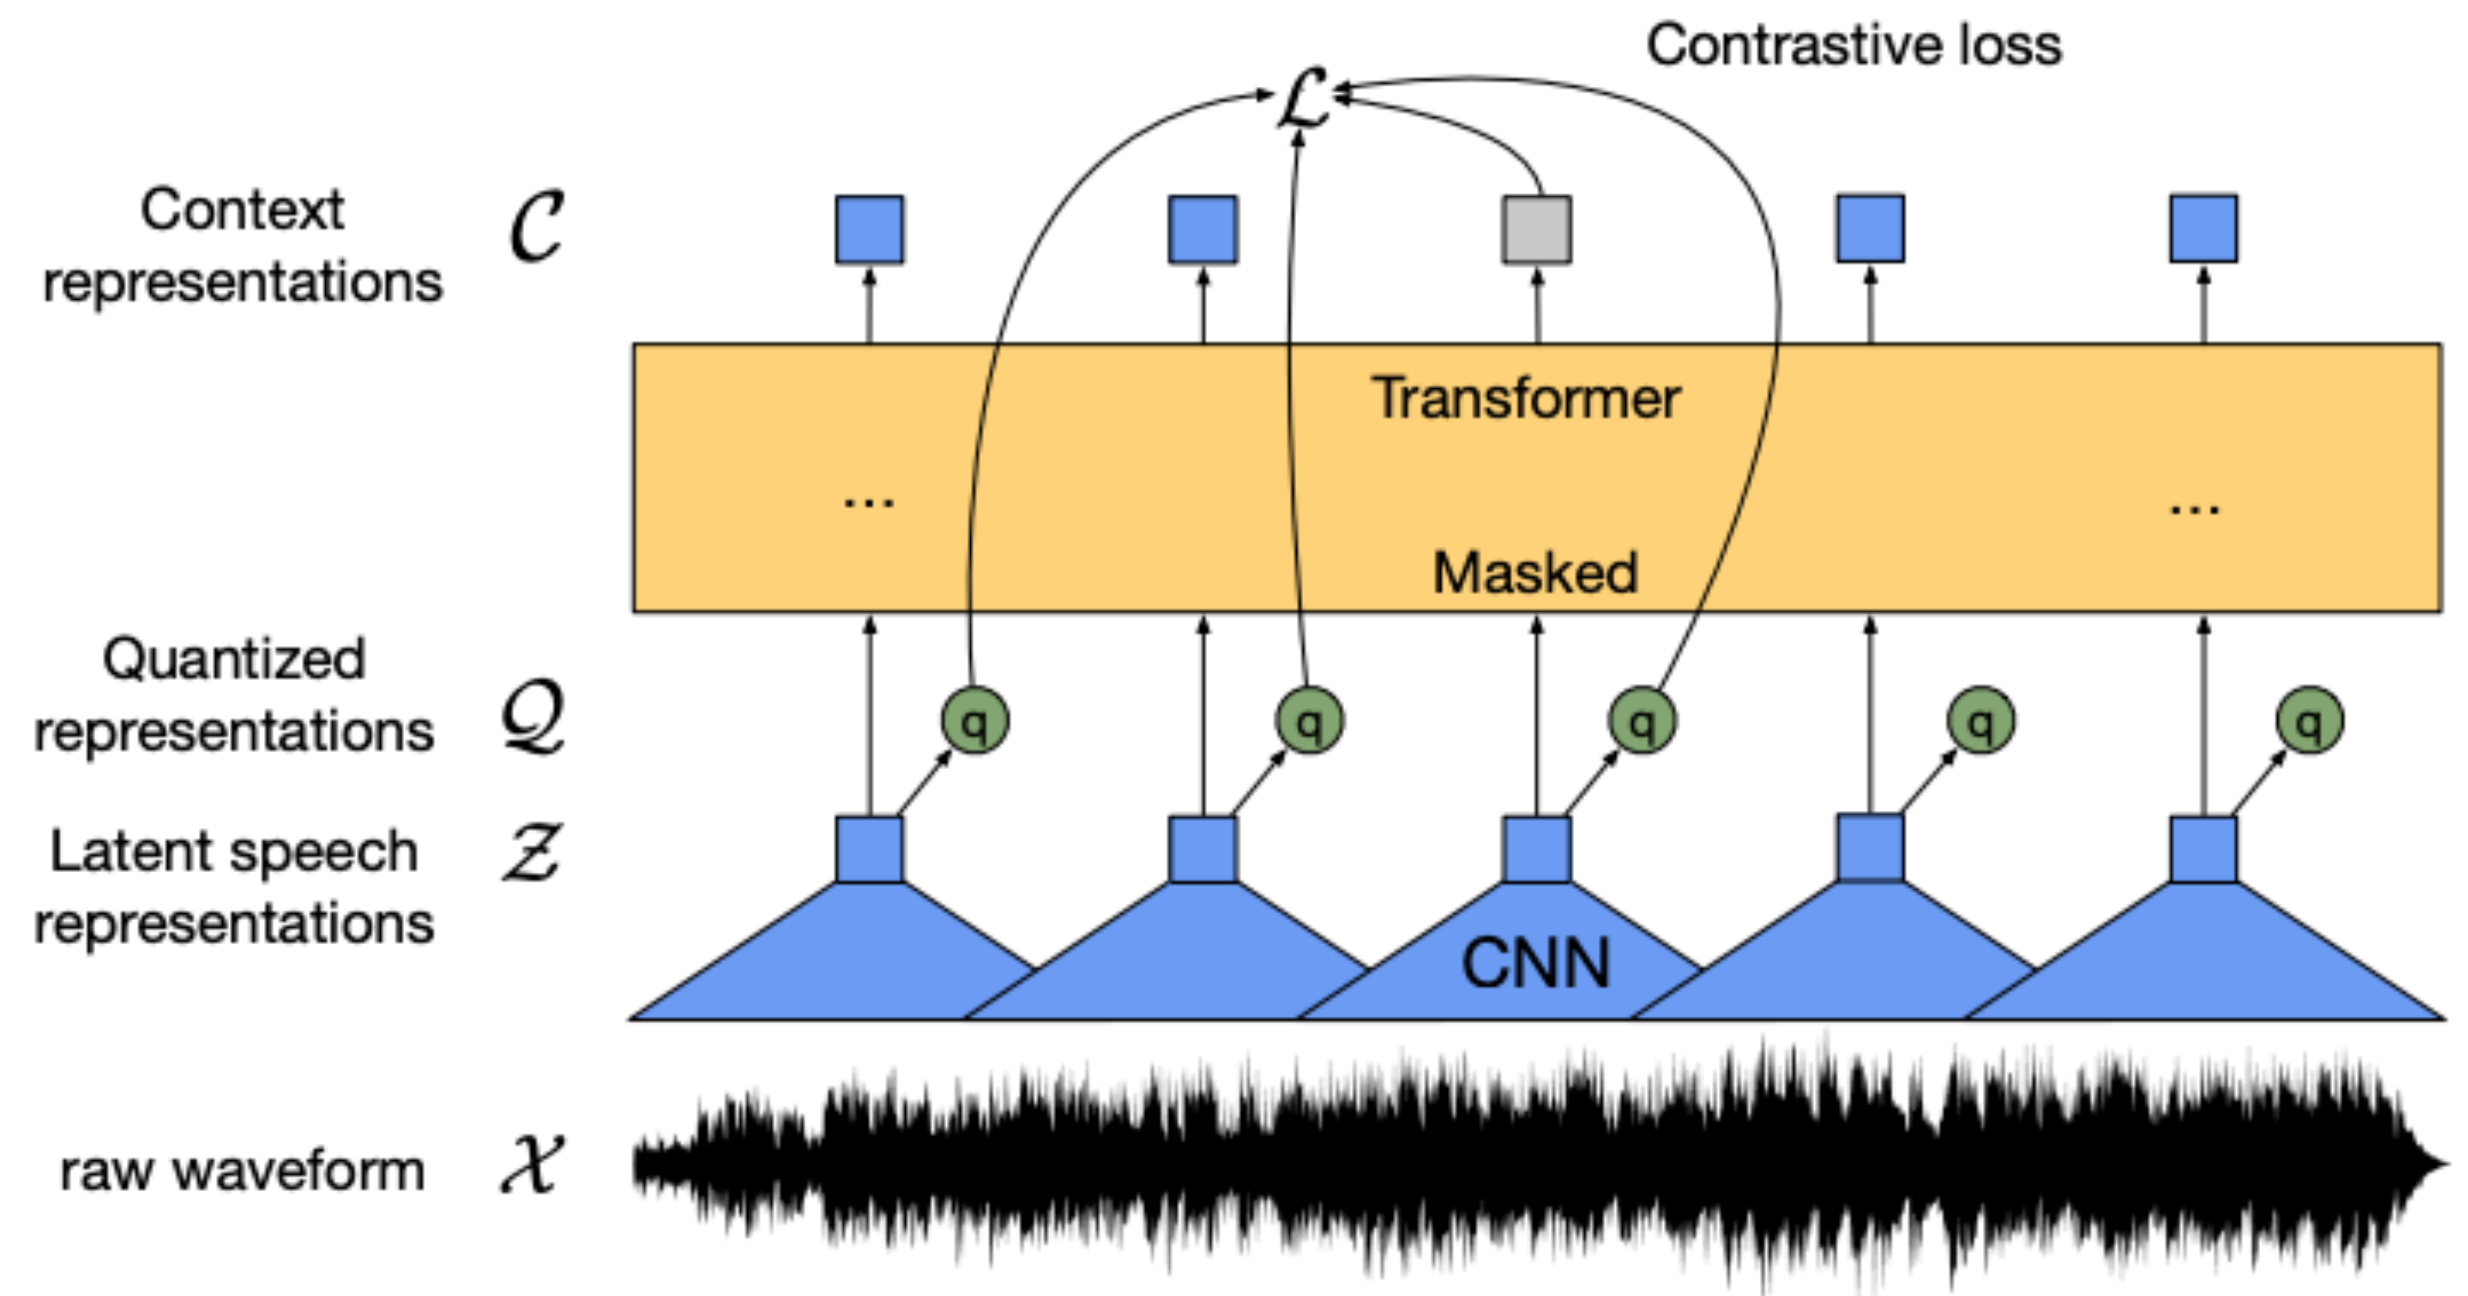 Contrastive loss
ℒ
Context
representations
𝒞
Transformer
...
...
Masked
Quantized
representations
𝒬
q
q
q
q
q
Latent speech
representations
𝒵
CNN
raw waveform
𝒳